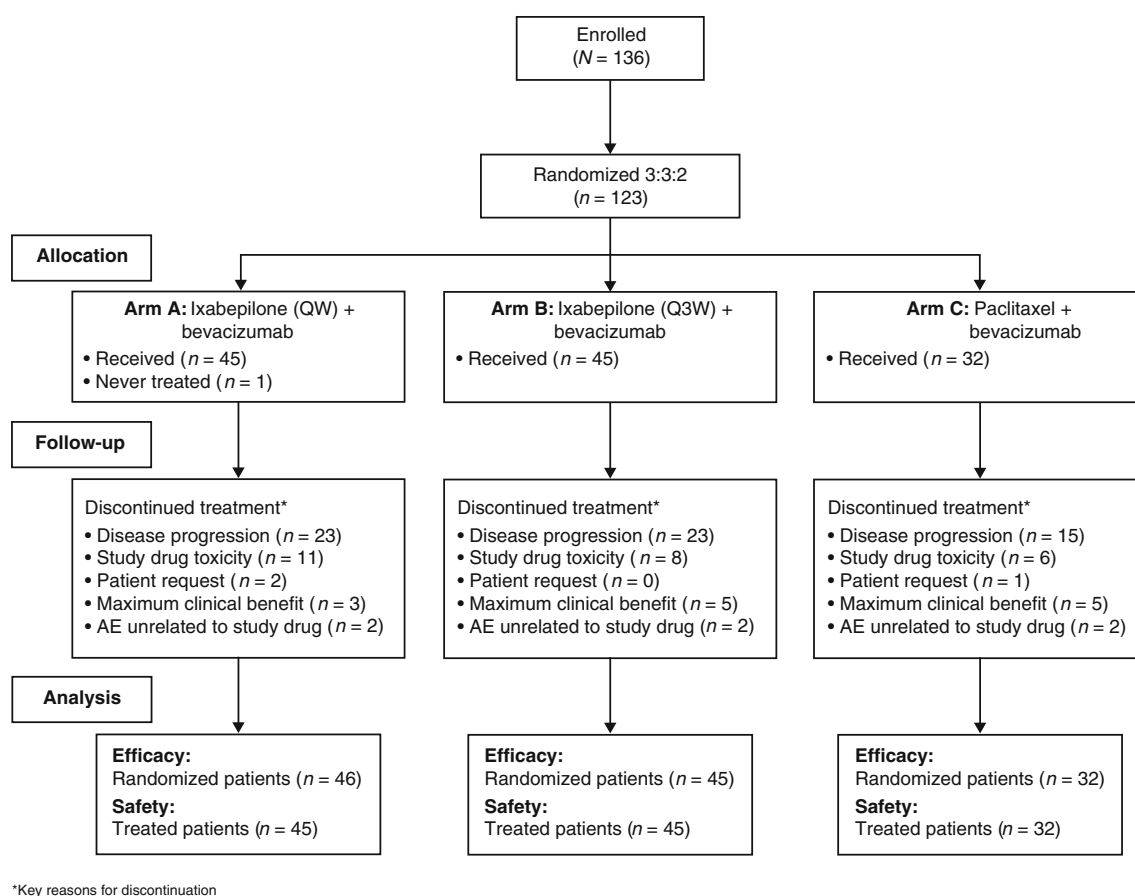 Enrolled
(N = 136)
Randomized 3:3:2
(n = 123)
Allocation
Arm A: Ixabepilone (QW) +
bevacizumab
• Received (n = 45)
• Never treated (n = 1)
Arm B: Ixabepilone (Q3W) +
bevacizumab
• Received (n = 45)
Arm C: Paclitaxel +
bevacizumab
• Received (n = 32)
Follow-up
Discontinued treatment*
• Disease progression (n = 23)
• Study drug toxicity (n = 11)
• Patient request (n = 2)
• Maximum clinical benefit (n = 3)
• AE unrelated to study drug (n = 2)
Discontinued treatment*
• Disease progression (n = 23)
• Study drug toxicity (n = 8)
• Patient request (n = 0)
• Maximum clinical benefit (n = 5)
• AE unrelated to study drug (n = 2)
Discontinued treatment*
• Disease progression (n = 15)
• Study drug toxicity (n = 6)
• Patient request (n = 1)
• Maximum clinical benefit (n = 5)
• AE unrelated to study drug (n = 2)
Analysis
Efficacy:
Randomized patients (n = 46)
Safety:
Treated patients (n = 45)
Efficacy:
Randomized patients (n = 45)
Safety:
Treated patients (n = 45)
Efficacy:
Randomized patients (n = 32)
Safety:
Treated patients (n = 32)
*Key reasons for discontinuation